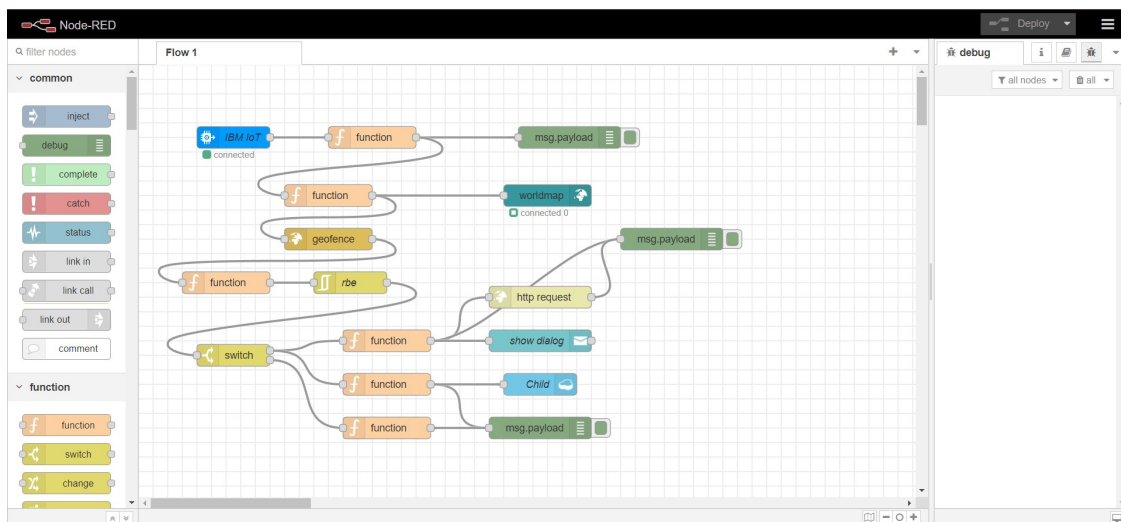 Node-RED
Deploy
filter nodes
Flow 1
debug
i
all nodes
all
common
inject
debug
complete
catch
status
link in
link call
link out
comment
function
function
switch
change
IBM IoT
connected
function
msg.payload
function
worldmap
connected 0
geofence
msg.payload
function
rbe
http request
switch
function
show dialog
function
Child
function
msg.payload